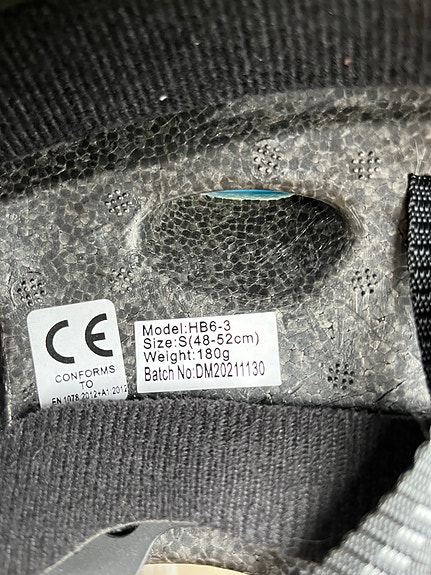 CE
CONFORMS
TO
EN 1078:2012+A1:2012
Model:HB6-3
Size:S(48-52cm)
Weight:180g
Batch No:DM20211130